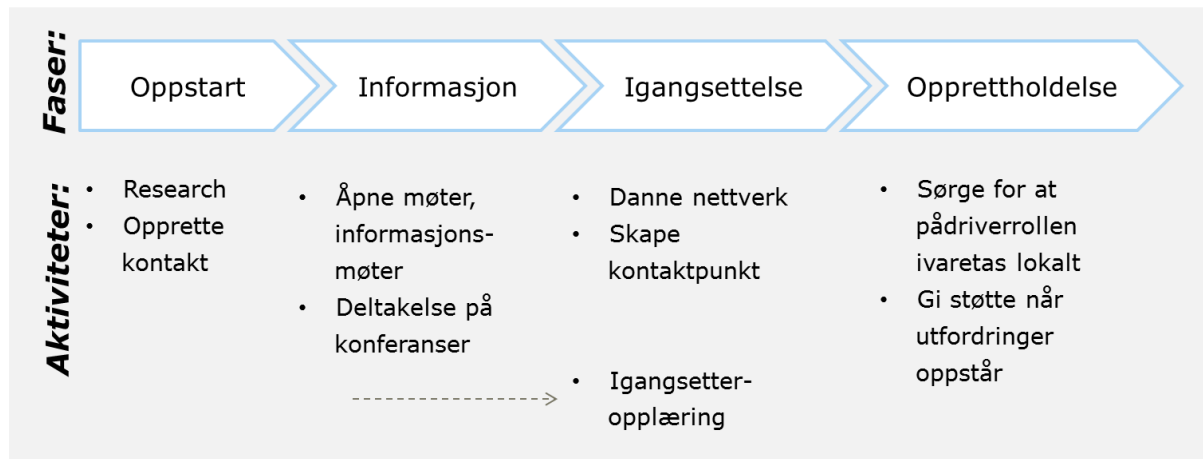 Faser:
Oppstart
Informasjon
Igangsettelse
Opprettholdelse
Aktiviteter:
• Research
• Opprette
kontakt
• Åpne møter,
informasjons-
møter
• Deltakelse på
konferanser
• Danne nettverk
• Skape
kontaktpunkt
• Igangsetter-
opplæring
• Sørge for at
pådriverrollen
ivaretas lokalt
• Gi støtte når
utfordringer
oppstår